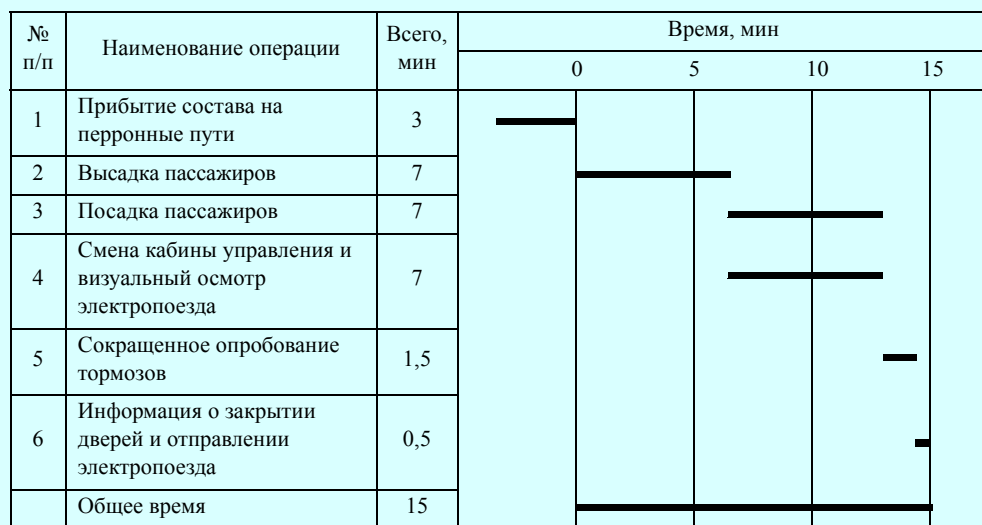 № п/п Наименование операции Всего, мин Время, мин
0 5 10 15
1 Прибытие состава на перронные пути 3
2 Высадка пассажиров 7
3 Посадка пассажиров 7
4 Смена кабины управления и визуальный осмотр электропоезда 7
5 Сокращенное опробование тормозов 1,5
6 Информация о закрытии дверей и отправлении электропоезда 0,5
Общее время 15